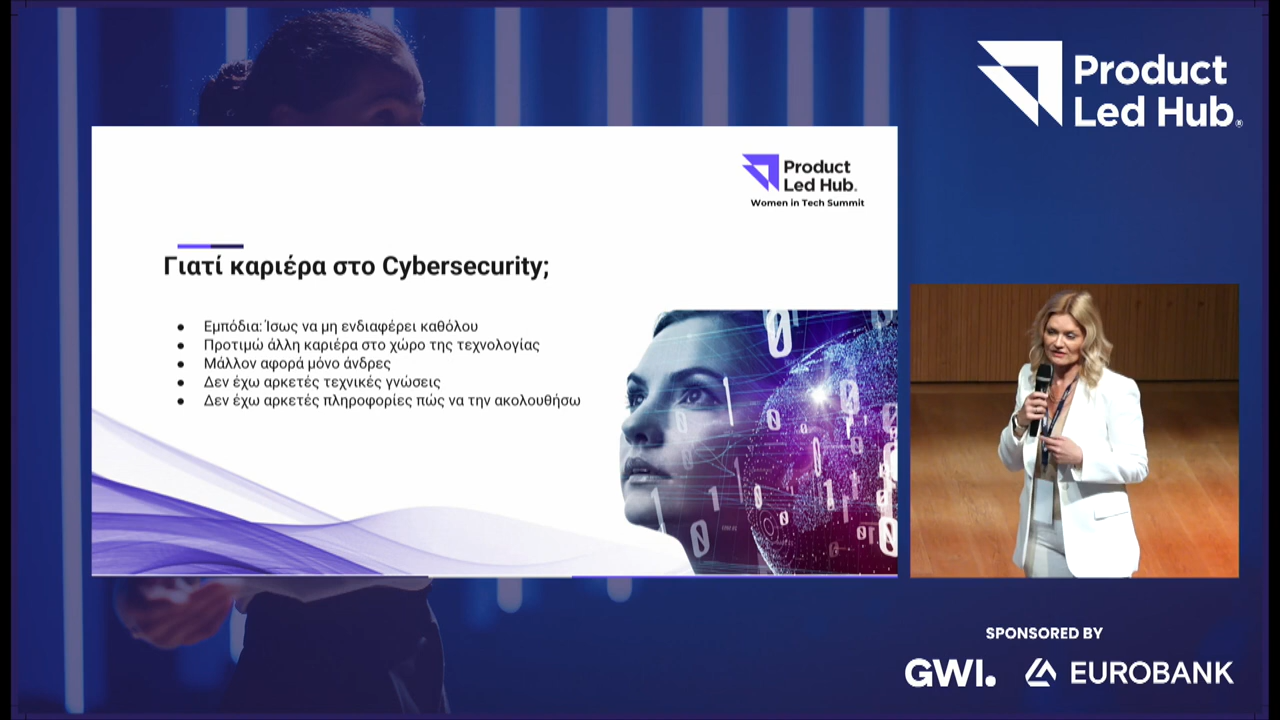 Product
Led Hub®
Product
Led Hub.
Women in Tech Summit
Γιατί καριέρα στο Cybersecurity;
● Εμπόδια: Ίσως να μη ενδιαφέρει καθόλου
● Προτιμώ άλλη καριέρα στο χώρο της τεχνολογίας
● Μάλλον αφορά μόνο άνδρες
● Δεν έχω αρκετές τεχνικές γνώσεις
● Δεν έχω αρκετές πληροφορίες πώς να την ακολουθήσω
SPONSORED BY
GWI.
EUROBANK